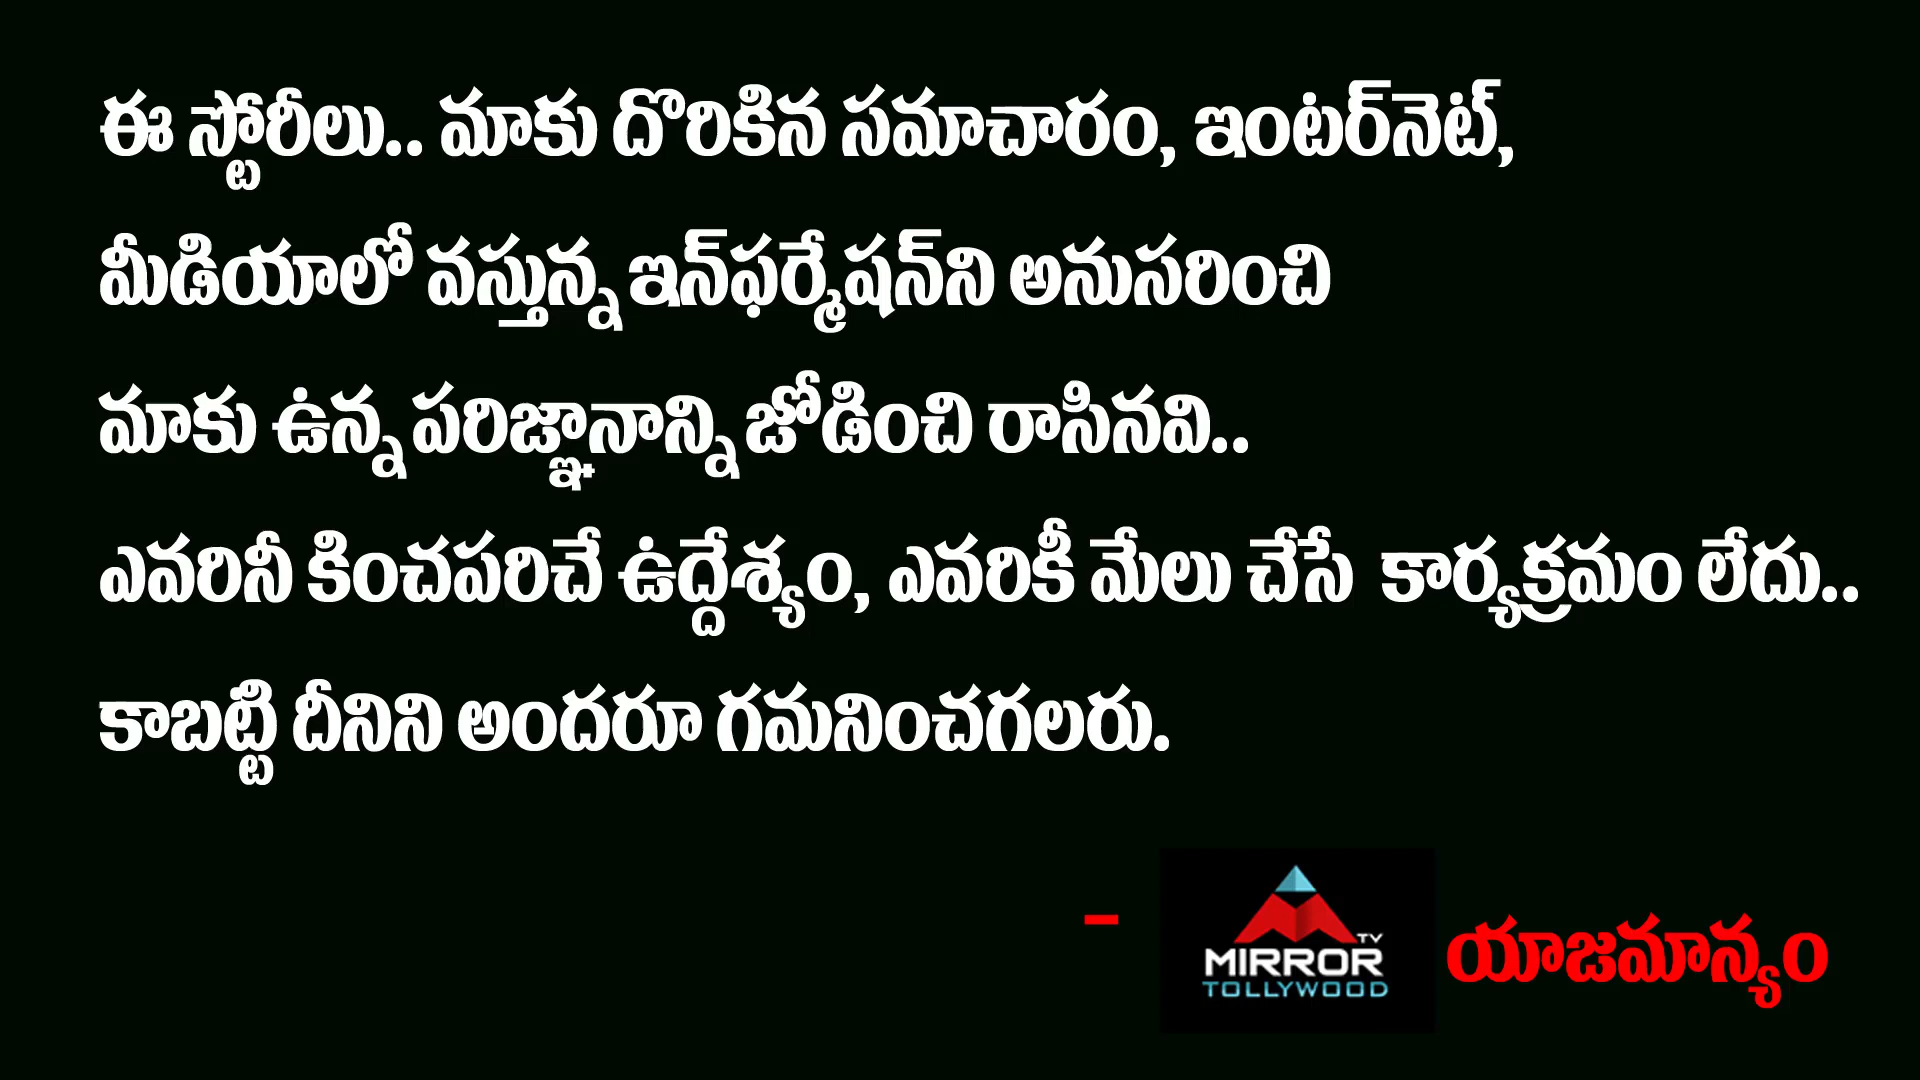 ఈ స్టోరీలు.. మాకు దొరికిన సమాచారం, ఇంటర్‌నెట్,
మీడియాలో వస్తున్న ఇన్‌ఫర్మేషన్‌ని అనుసరించి
మాకు ఉన్న పరిజ్ఞానాన్ని జోడించి రాసినవి..
ఎవరినీ కించపరిచే ఉద్దేశ్యం, ఎవరికీ మేలు చేసే కార్యక్రమం లేదు..
కాబట్టి దీనిని అందరూ గమనించగలరు.
- MIRROR TV TOLLYWOOD యాజమాన్యం